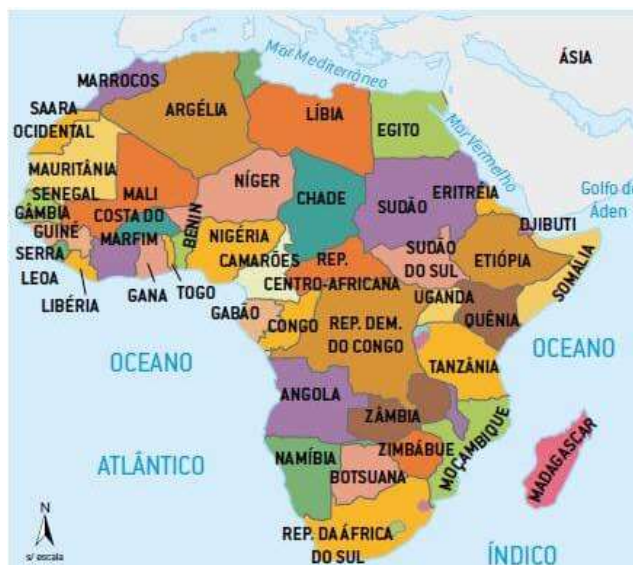 Mar Mediterrâneo
ÁSIA
MARROCOS
ARGÉLIA
LÍBIA
EGITO
SAARA
OCIDENTAL
Mar Vermelho
MAURITÂNIA
SENEGAL
MALI
NÍGER
CHADE
SUDÃO
ERITRÉIA
Golfo de
Áden
GÂMBIA
COSTA DO
MARFIM
GUINÉ
BENIN
NIGÉRIA
DJIBUTI
SERRA
LEOA
CAMARÕES
REP.
CENTRO-AFRICANA
SUDÃO
DO SUL
ETIÓPIA
SOMÁLIA
LIBÉRIA
GANA
TOGO
GABÃO
CONGO
REP. DEM.
DO CONGO
UGANDA
QUÊNIA
OCEANO
OCEANO
TANZÂNIA
ANGOLA
ZÂMBIA
ATLÂNTICO
NAMÍBIA
ZIMBÁBUE
BOTSUANA
MOÇAMBIQUE
MADAGASCAR
REP. DA ÁFRICA
DO SUL
ÍNDICO
N
s/ escala